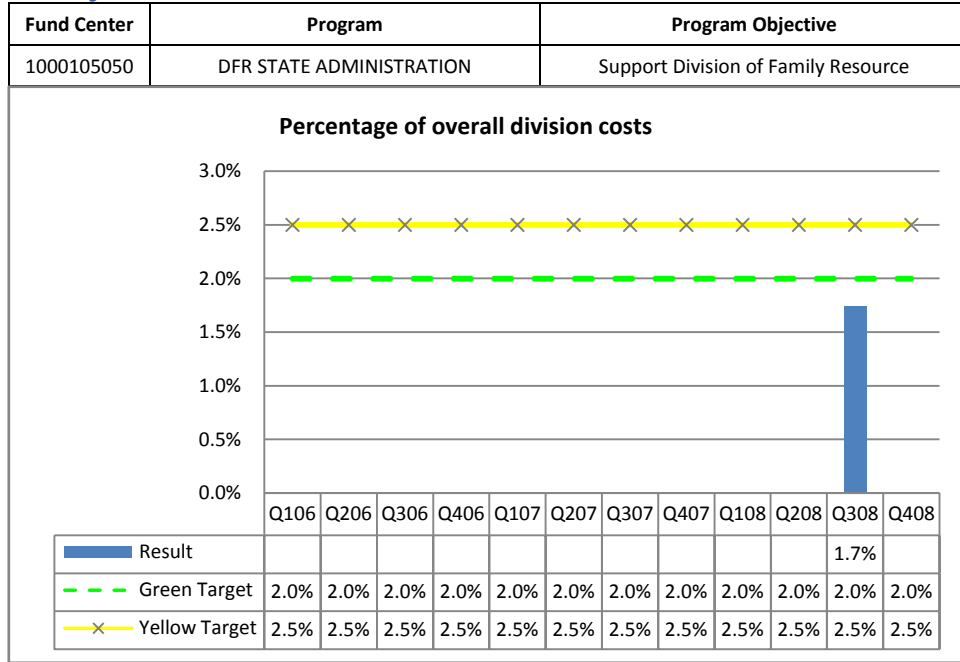 Fund Center Program Program Objective
1000105050 DFR STATE ADMINISTRATION Support Division of Family Resource
Percentage of overall division costs
3.0%
2.5%
2.0%
1.5%
1.0%
0.5%
0.0%
Q106 Q206 Q306 Q406 Q107 Q207 Q307 Q407 Q108 Q208 Q308 Q408
Result 1.7%
Green Target 2.0% 2.0% 2.0% 2.0% 2.0% 2.0% 2.0% 2.0% 2.0% 2.0% 2.0% 2.0%
Yellow Target 2.5% 2.5% 2.5% 2.5% 2.5% 2.5% 2.5% 2.5% 2.5% 2.5% 2.5% 2.5%